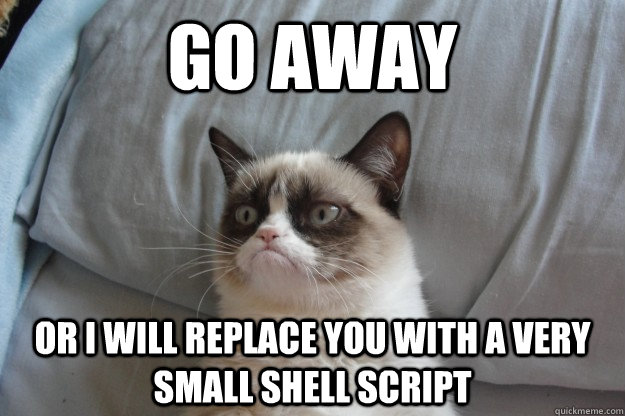 GO AWAY
OR I WILL REPLACE YOU WITH A VERY
SMALL SHELL SCRIPT
quickmeme.com